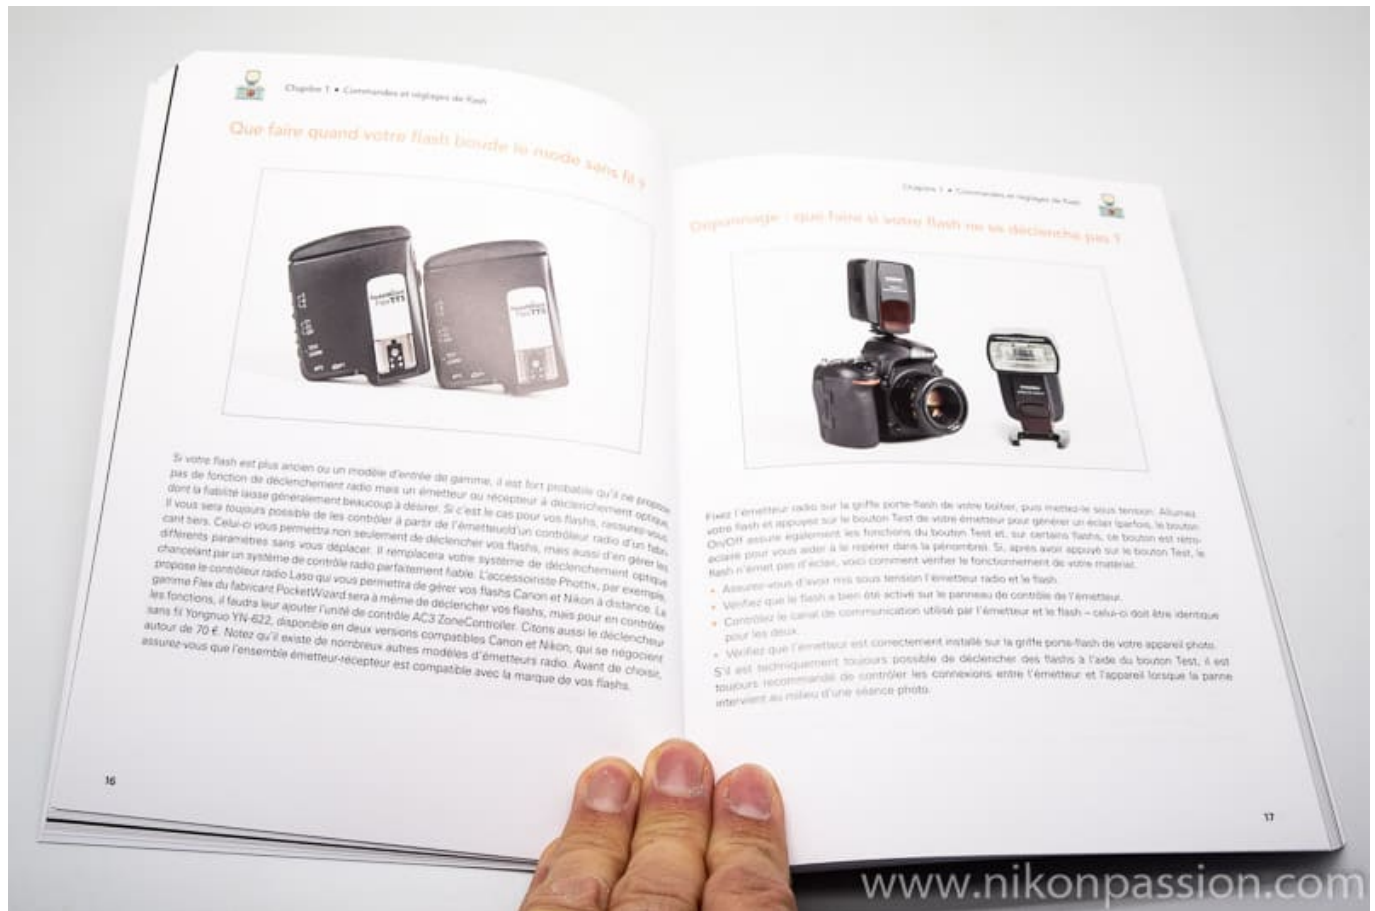 Chapitre 1 • Commandes et réglages de flash
Que faire quand votre flash boude le mode sans fil ?
PocketWizard
FlexTT5
PocketWizard
FlexTT5
Si votre flash est plus ancien ou un modèle d'entrée de gamme, il est fort probable qu'il ne propose
pas de fonction de déclenchement radio mais un émetteur ou récepteur à déclenchement optique,
dont la fiabilité laisse généralement beaucoup à désirer. Si c'est le cas pour vos flashs, rassurez-vous.
Il vous sera toujours possible de les contrôler à partir de l'émetteur/d'un contrôleur radio d'un fabri-
cant tiers. Celui-ci vous permettra non seulement de déclencher vos flashs, mais aussi d'en gérer les
différents paramètres sans vous déplacer. Il remplacera votre système de déclenchement optique
chancelant par un système de contrôle radio parfaitement fiable. L'accessoiriste Phottix, par exemple,
propose le contrôleur radio Laso qui vous permettra de gérer vos flashs Canon et Nikon à distance. La
gamme Flex du fabricant PocketWizard sera à même de déclencher vos flashs, mais pour en contrôler
les fonctions, il faudra leur ajouter l'unité de contrôle AC3 ZoneController. Citons aussi le déclencheur
sans fil Yongnuo YN-622, disponible en deux versions compatibles Canon et Nikon, qui se négocient
autour de 70 €. Notez qu'il existe de nombreux autres modèles d'émetteurs radio. Avant de choisir,
assurez-vous que l'ensemble émetteur-récepteur est compatible avec la marque de vos flashs.
16
Chapitre 1 • Commandes et réglages de flash
Dépannage : que faire si votre flash ne se déclenche pas ?
Fixez l'émetteur radio sur la griffe porte-flash de votre boîtier, puis mettez-le sous tension. Allumez
votre flash et appuyez sur le bouton Test de votre émetteur pour générer un éclair (parfois, le bouton
On/Off assure également les fonctions du bouton Test et, sur certains flashs, ce bouton est rétro-
éclairé pour vous aider à le repérer dans la pénombre). Si, après avoir appuyé sur le bouton Test, le
flash n'émet pas d'éclair, voici comment vérifier le fonctionnement de votre matériel.
• Assurez-vous d'avoir mis sous tension l'émetteur radio et le flash.
• Vérifiez que le flash a bien été activé sur le panneau de contrôle de l'émetteur.
• Contrôlez le canal de communication utilisé par l'émetteur et le flash – celui-ci doit être identique
pour les deux.
• Vérifiez que l'émetteur est correctement installé sur la griffe porte-flash de votre appareil photo.
S'il est techniquement toujours possible de déclencher des flashs à l'aide du bouton Test, il est
toujours recommandé de contrôler les connexions entre l'émetteur et l'appareil lorsque la panne
intervient au milieu d'une séance photo.
17
www.nikonpassion.com